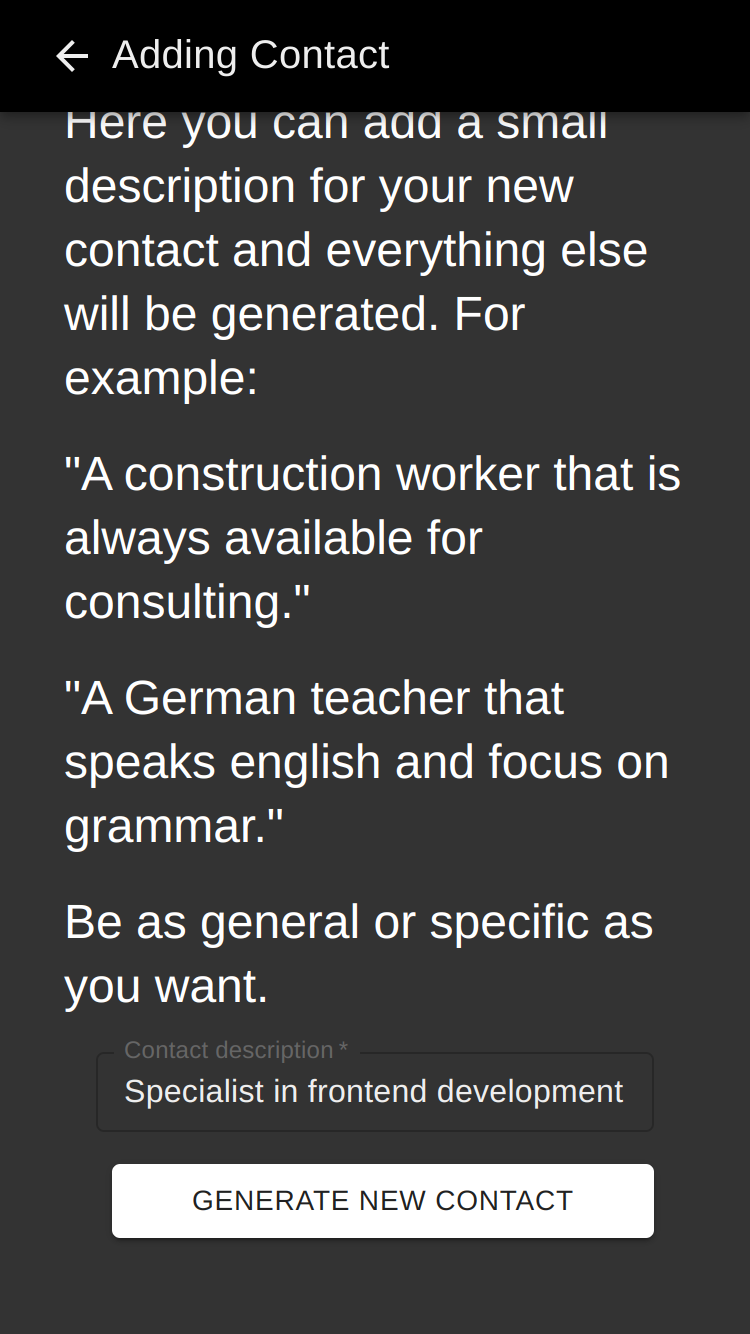 Adding Contact
Here you can add a small
description for your new
contact and everything else
will be generated. For
example:
"A construction worker that is
always available for
consulting."
"A German teacher that
speaks english and focus on
grammar."
Be as general or specific as
you want.
Contact description *
Specialist in frontend development
GENERATE NEW CONTACT